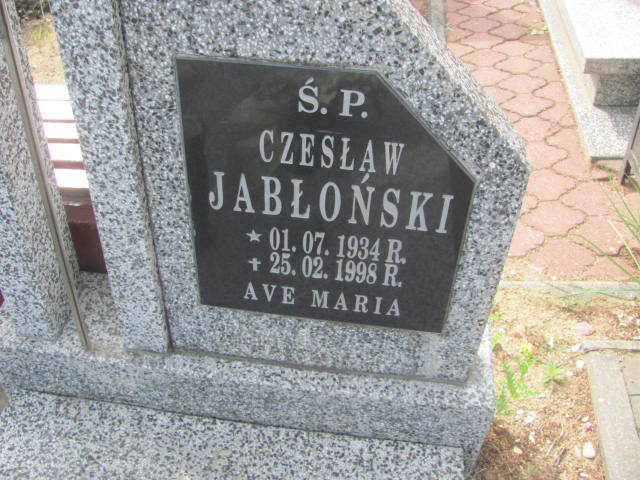 Ś. P.
CZESŁAW
JABŁOŃSKI
★ 01. 07. 1934 R.
✝ 25. 02. 1998 R.
AVE MARIA